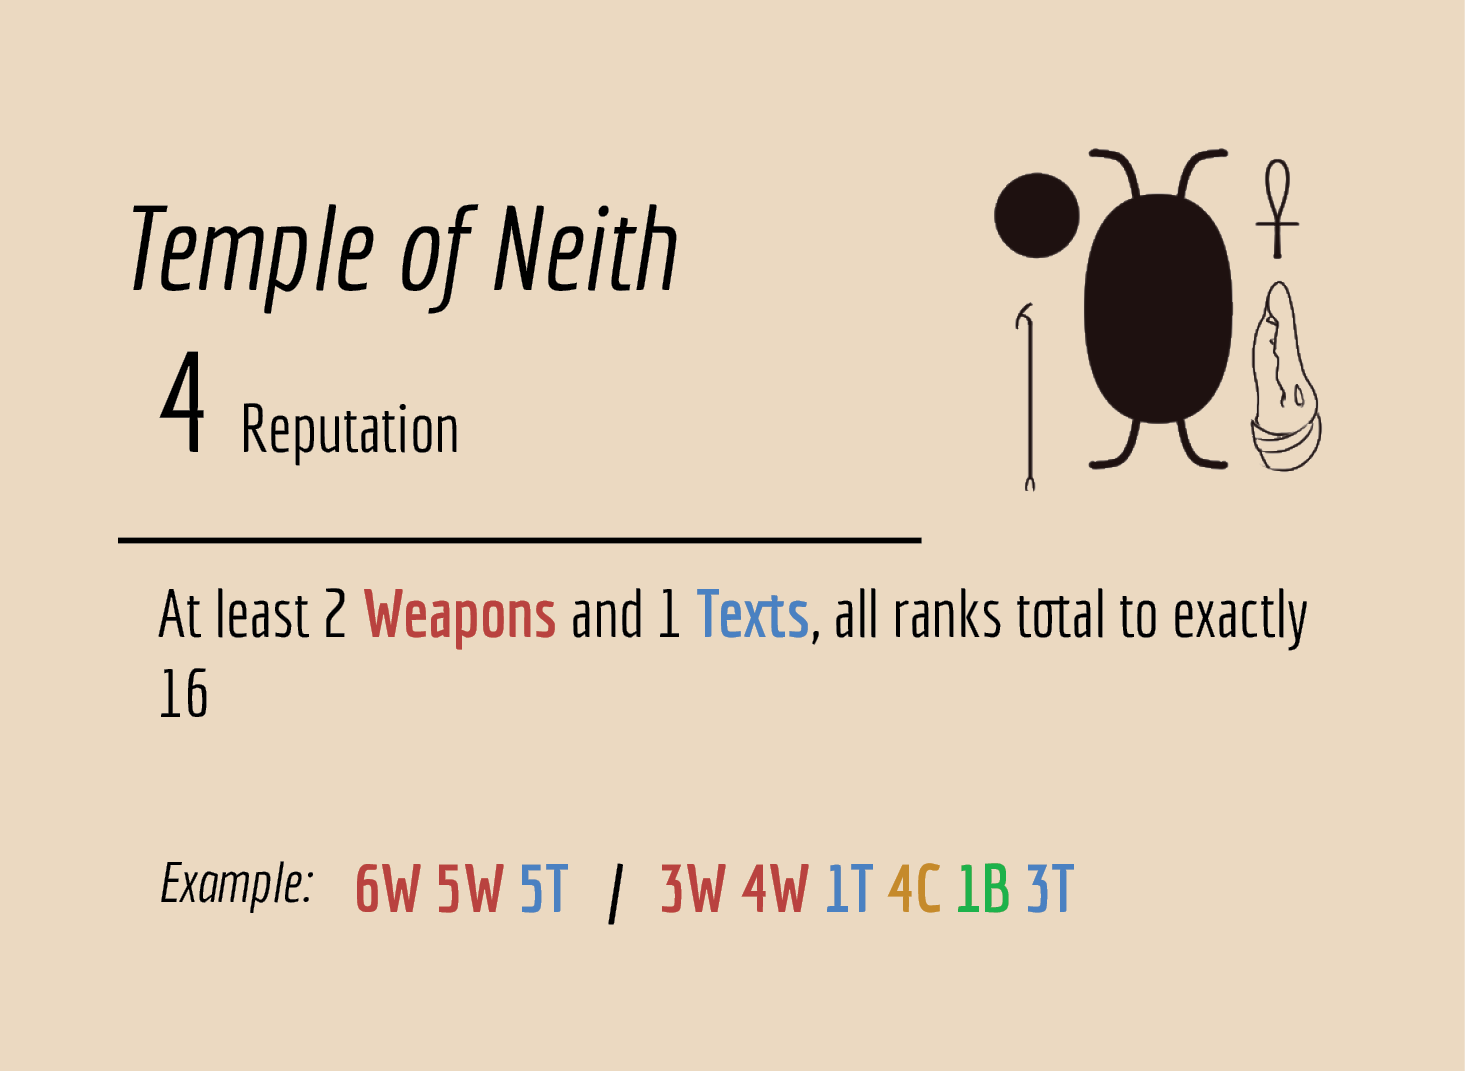 Temple of Neith
4 Reputation
At least 2 Weapons and 1 Texts, all ranks total to exactly
16
Example: 6W 5W 5T / 3W 4W 1T 4C 1B 3T